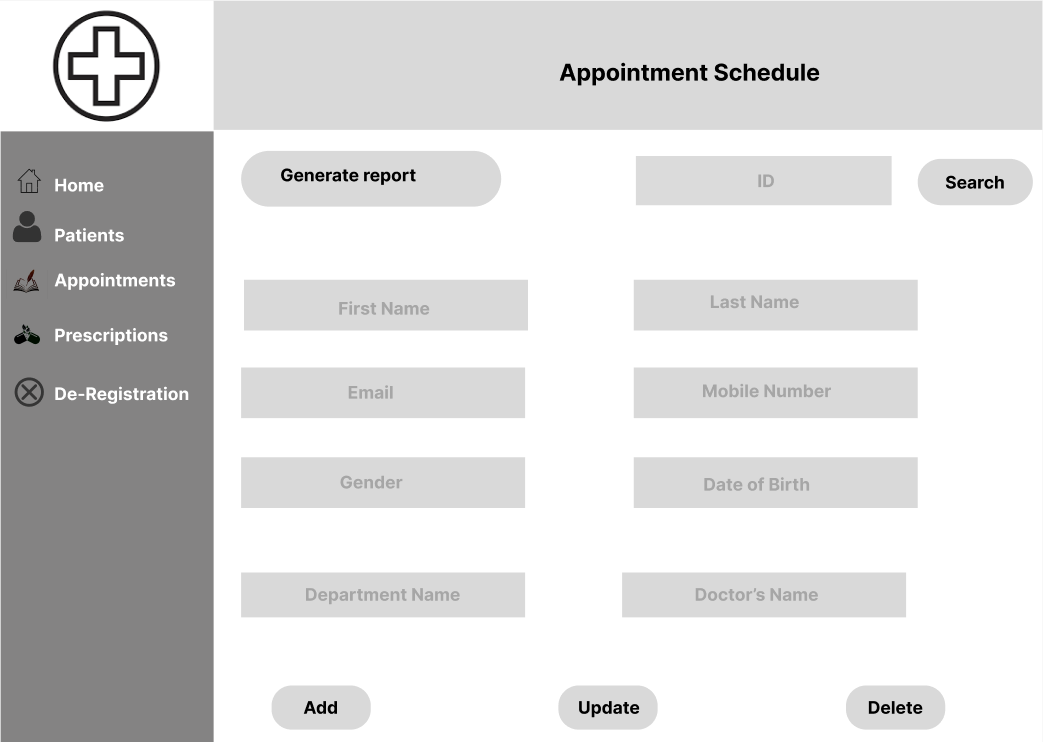 Appointment Schedule
Home
Patients
Appointments
Prescriptions
De-Registration
Generate report
ID
Search
First Name
Last Name
Email
Mobile Number
Gender
Date of Birth
Department Name
Doctor’s Name
Add
Update
Delete